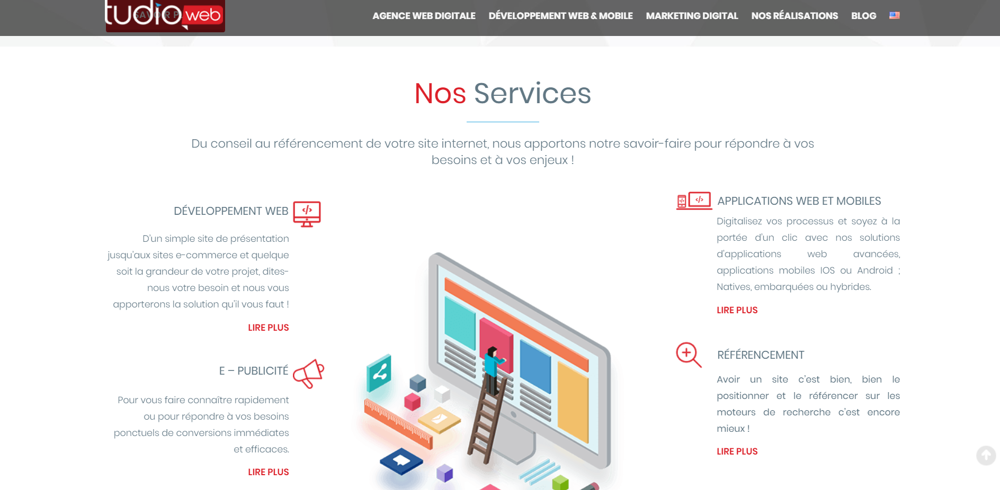 tudio web
AGENCE WEB DIGITALE DÉVELOPPEMENT WEB & MOBILE MARKETING DIGITAL NOS RÉALISATIONS BLOG
Nos Services
Du conseil au référencement de votre site internet, nous apportons notre savoir-faire pour répondre à vos
besoins et à vos enjeux !
DÉVELOPPEMENT WEB
D’un simple site de présentation
jusqu’aux sites e-commerce et quelque
soit la grandeur de votre projet, dites-
nous votre besoin et nous vous
apporterons la solution qu’il vous faut !
LIRE PLUS
E – PUBLICITÉ
Pour vous faire connaître rapidement
ou pour répondre à vos besoins
ponctuels de conversions immédiates
et efficaces.
LIRE PLUS
APPLICATIONS WEB ET MOBILES
Digitalisez vos processus et soyez à la
portée d’un clic avec nos solutions
d’applications web avancées,
applications mobiles IOS ou Android ;
Natives, embarquées ou hybrides.
LIRE PLUS
RÉFÉRENCEMENT
Avoir un site c’est bien, bien le
positionner et le référencer sur les
moteurs de recherche c’est encore
mieux !
LIRE PLUS